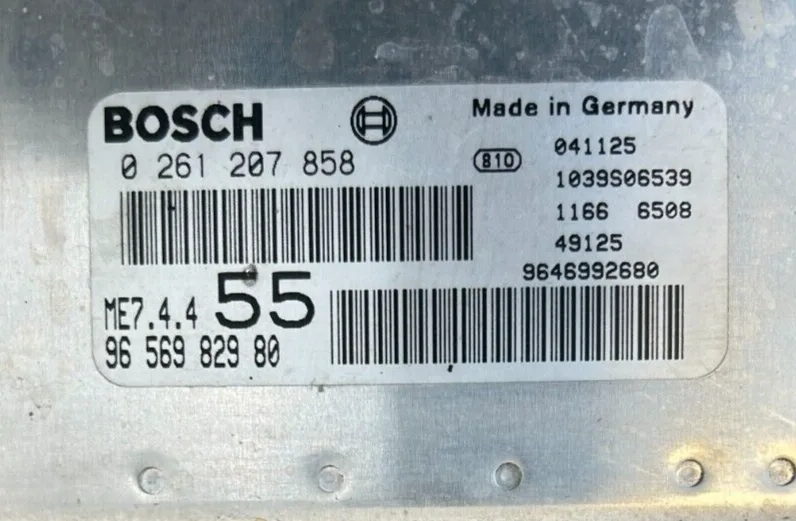 BOSCH
Made in Germany
0 261 207 858
810
041125
1039S06539
1166 6508
49125
9646992680
ME7.4.4 55
96 569 829 80